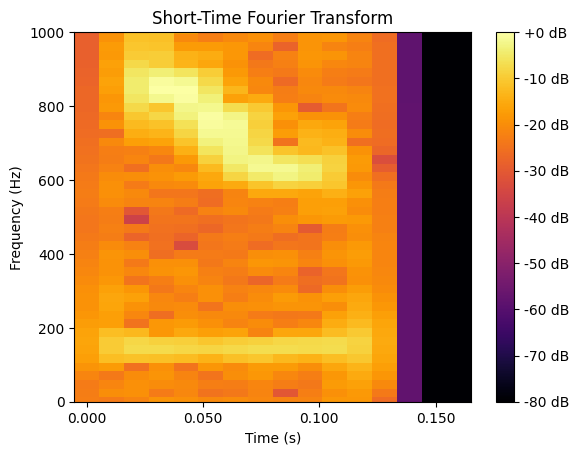 Short-Time Fourier Transform
1000
800
600
400
200
0
Frequency (Hz)
0.000
0.050
0.100
0.150
Time (s)
+0 dB
-10 dB
-20 dB
-30 dB
-40 dB
-50 dB
-60 dB
-70 dB
-80 dB